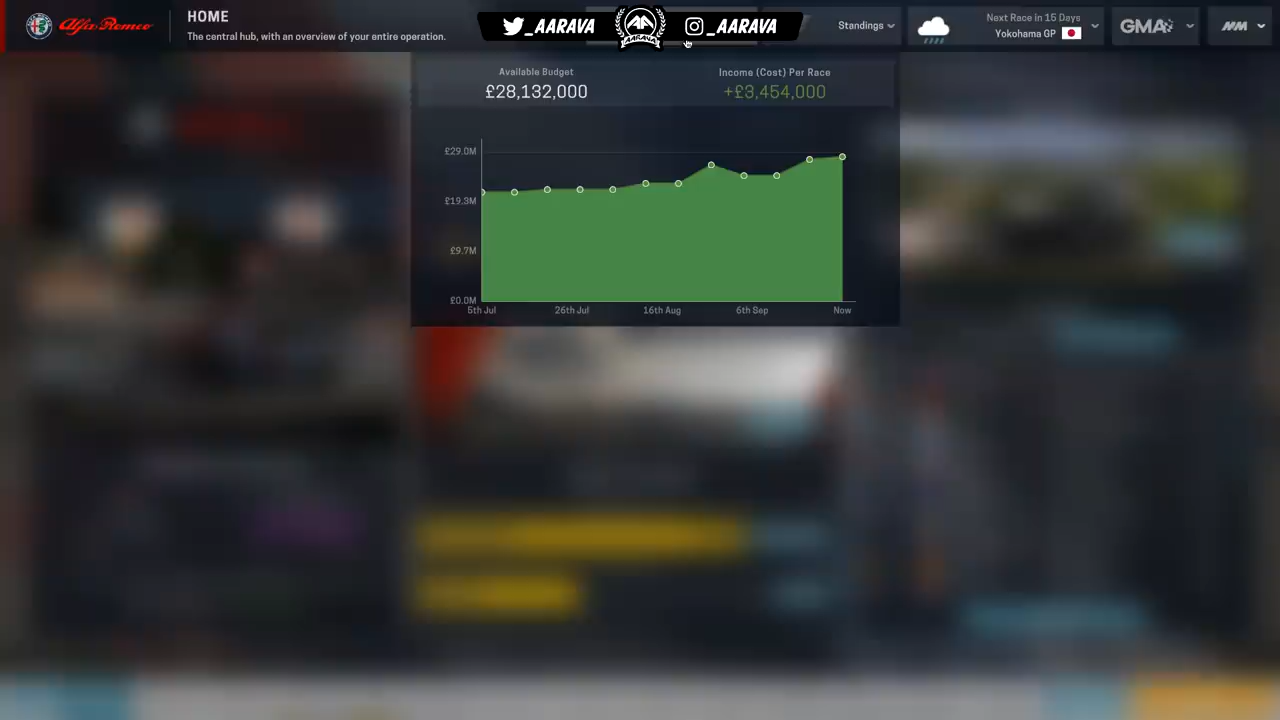 Alfa Romeo
HOME
The central hub, with an overview of your entire operation.
_AARAVA
AARAVA
_AARAVA
Standings
Next Race in 15 Days
Yokohama GP
GMA
Available Budget
£28,132,000
Income (Cost) Per Race
+£3,454,000
£29.0M
£19.3M
£9.7M
£0.0M
5th Jul
26th Jul
16th Aug
6th Sep
Now